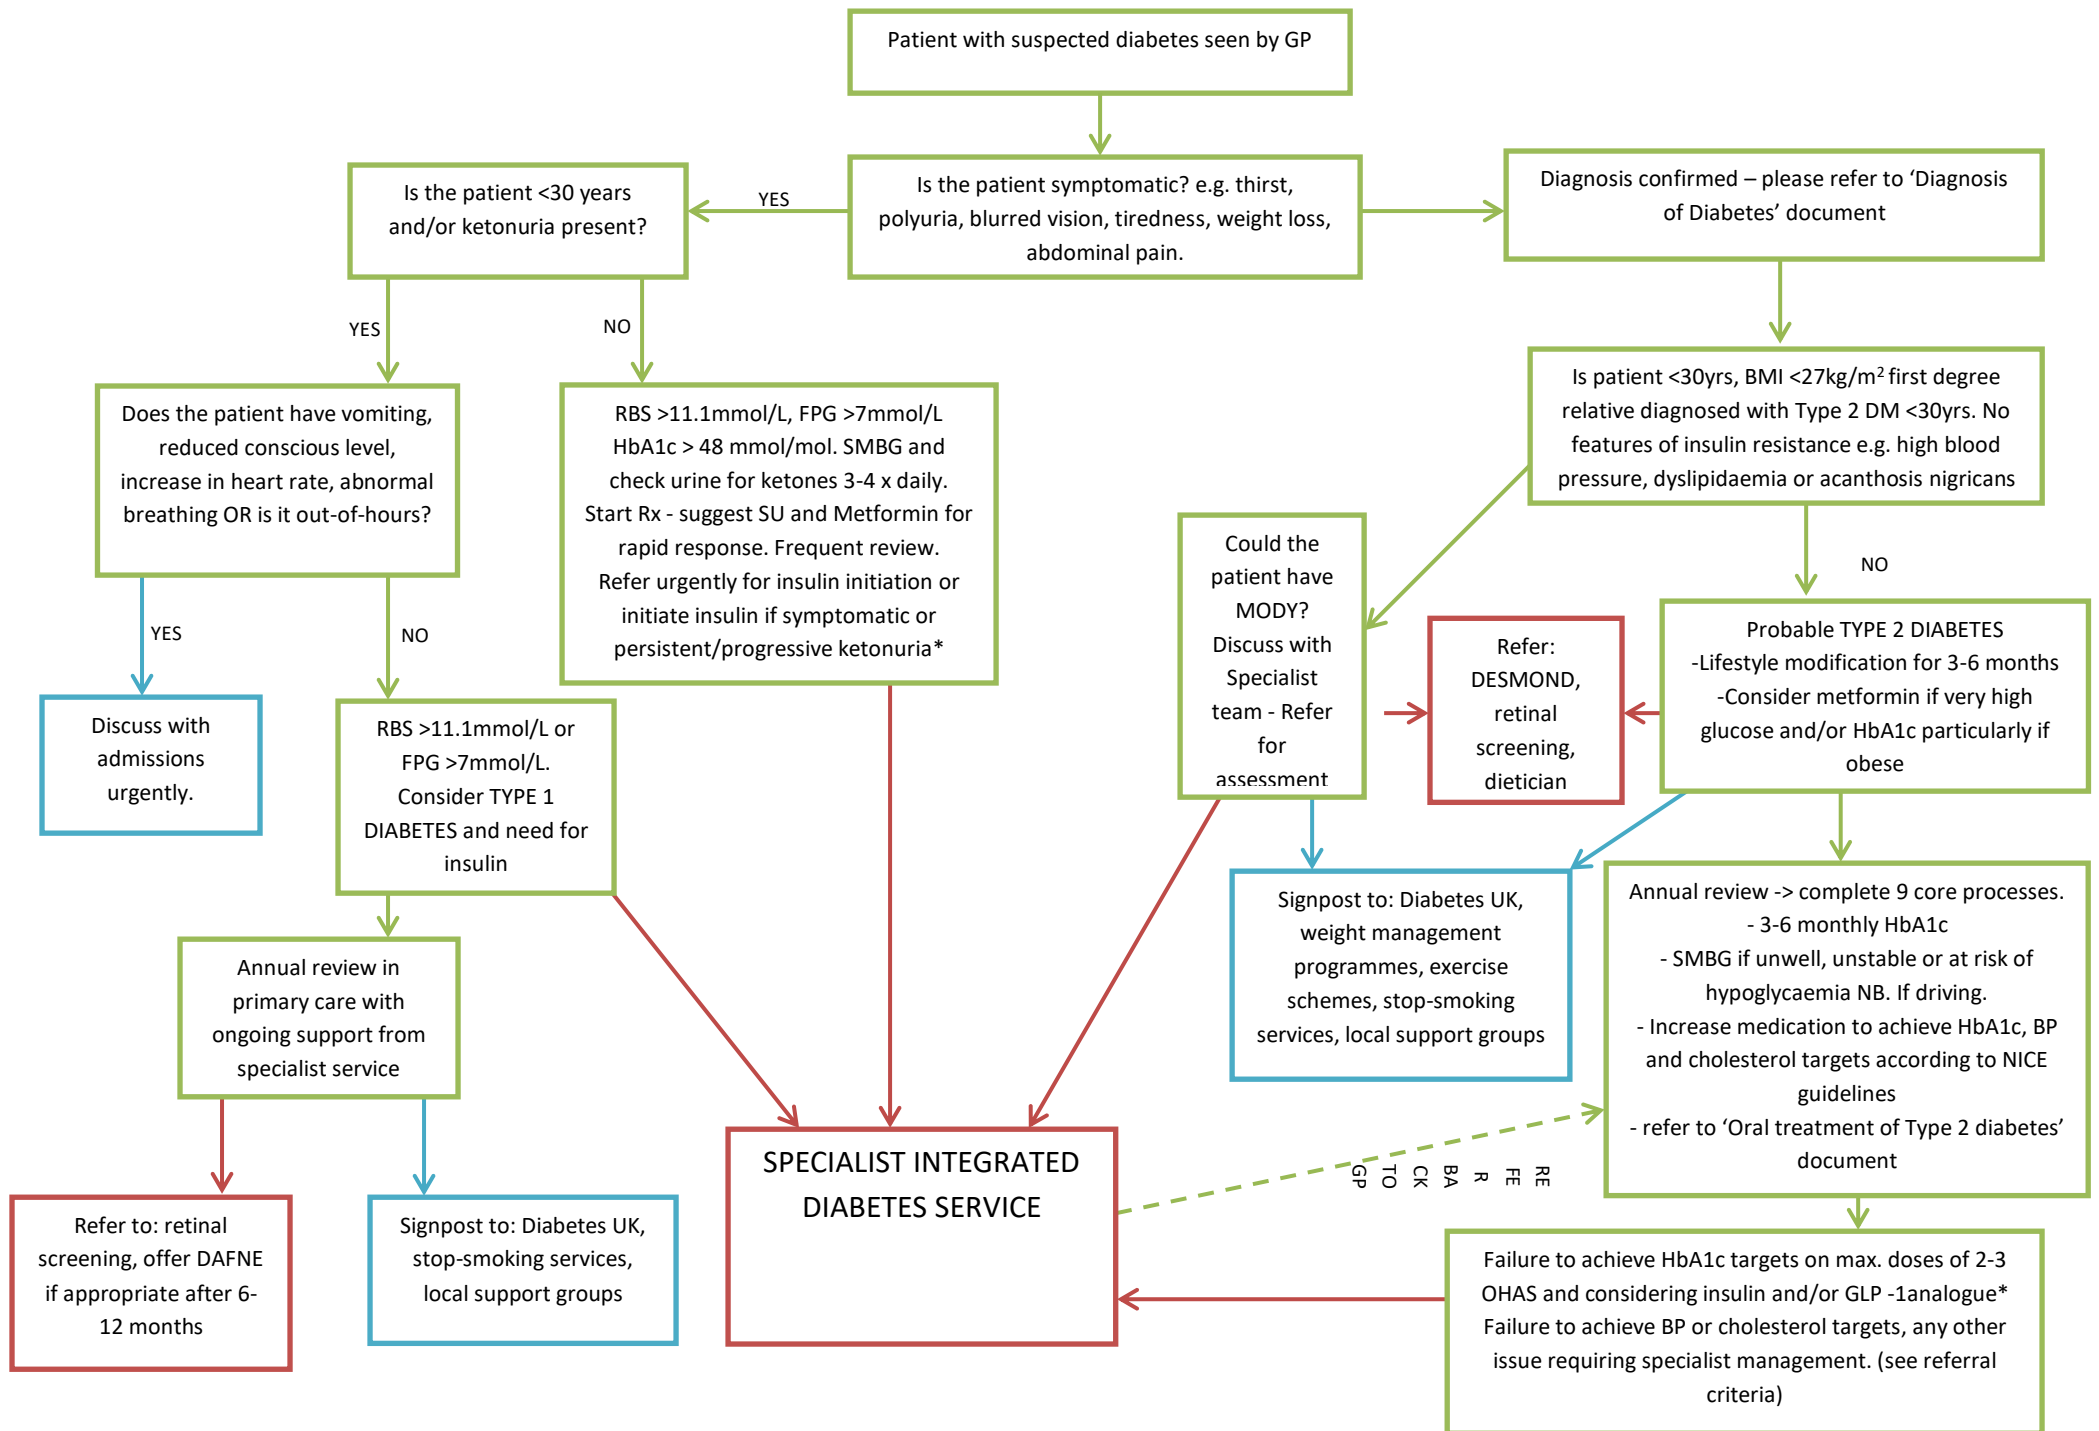 Patient with suspected diabetes seen by GP
Is the patient <30 years
and/or ketonuria present?
YES
Is the patient symptomatic? e.g. thirst,
polyuria, blurred vision, tiredness, weight loss,
abdominal pain.
Diagnosis confirmed – please refer to ‘Diagnosis
of Diabetes’ document
YES
NO
Does the patient have vomiting,
reduced conscious level,
increase in heart rate, abnormal
breathing OR is it out-of-hours?
RBS >11.1mmol/L, FPG >7mmol/L
HbA1c > 48 mmol/mol. SMBG and
check urine for ketones 3-4 x daily.
Start Rx - suggest SU and Metformin for
rapid response. Frequent review.
Refer urgently for insulin initiation or
initiate insulin if symptomatic or
persistent/progressive ketonuria*
Is patient <30yrs, BMI <27kg/m² first degree
relative diagnosed with Type 2 DM <30yrs. No
features of insulin resistance e.g. high blood
pressure, dyslipidaemia or acanthosis nigricans
NO
YES
NO
Could the
patient have
MODY?
Discuss with
Specialist
team - Refer
for
assessment
Refer:
DESMOND,
retinal
screening,
dietician
Probable TYPE 2 DIABETES
-Lifestyle modification for 3-6 months
-Consider metformin if very high
glucose and/or HbA1c particularly if
obese
Discuss with
admissions
urgently.
RBS >11.1mmol/L or
FPG >7mmol/L.
Consider TYPE 1
DIABETES and need for
insulin
Signpost to: Diabetes UK,
weight management
programmes, exercise
schemes, stop-smoking
services, local support groups
Annual review -> complete 9 core processes.
- 3-6 monthly HbA1c
- SMBG if unwell, unstable or at risk of
hypoglycaemia NB. If driving.
- Increase medication to achieve HbA1c, BP
and cholesterol targets according to NICE
guidelines
- refer to ‘Oral treatment of Type 2 diabetes’
document
Annual review in
primary care with
ongoing support from
specialist service
SPECIALIST INTEGRATED
DIABETES SERVICE
RE
FE
R
BA
CK
TO
GP
Refer to: retinal
screening, offer DAFNE
if appropriate after 6-
12 months
Signpost to: Diabetes UK,
stop-smoking services,
local support groups
Failure to achieve HbA1c targets on max. doses of 2-3
OHAS and considering insulin and/or GLP -1analogue*
Failure to achieve BP or cholesterol targets, any other
issue requiring specialist management. (see referral
criteria)